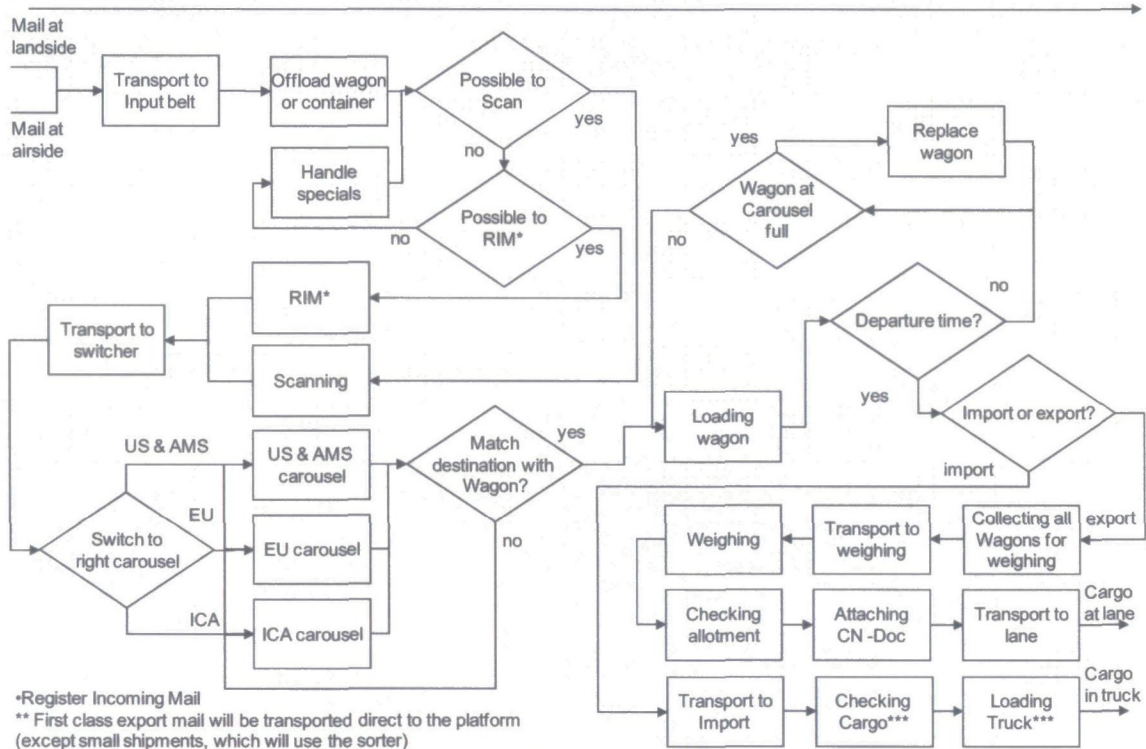 Mail at
landside
Transport to
Input belt
Mail at
airside
Offload wagon
or container
Possible to
Scan
yes
no
Handle
specials
Possible to
RIM*
no
yes
yes
Replace
wagon
Wagon at
Carousel
full
no
RIM*
Transport to
switcher
Scanning
Departure time?
no
yes
Loading
wagon
Import or export?
import
export
US & AMS
US & AMS
carousel
Match
destination with
Wagon?
yes
no
EU
Switch to
right carousel
EU carousel
ICA
ICA carousel
Weighing
Transport to
weighing
Collecting all
Wagons for
weighing
Checking
allotment
Attaching
CN -Doc
Transport to
lane
Cargo
at lane
Transport to
Import
Checking
Cargo***
Loading
Truck***
Cargo
in truck
•Register Incoming Mail
** First class export mail will be transported direct to the platform
(except small shipments, which will use the sorter)